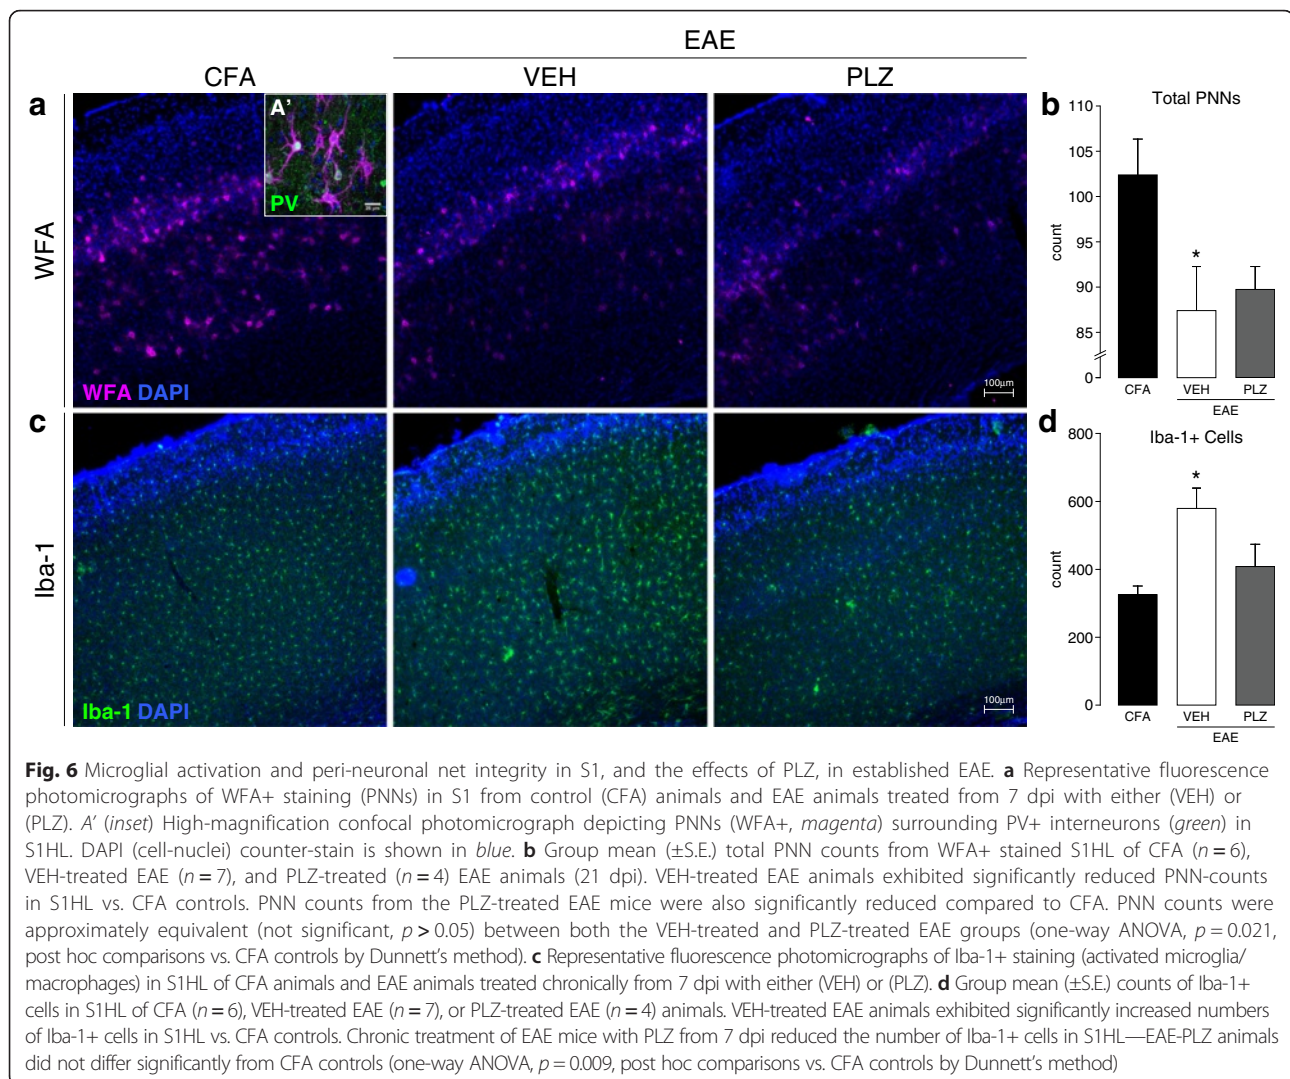 EAE
CFA VEH PLZ
a
A’
PV
WFA
WFA DAPI
100µm
b
Total PNNs
110
105
100
95
90
85
0
count
*
CFA VEH PLZ
EAE
c
Iba-1
Iba-1 DAPI
100µm
d
Iba-1+ Cells
800
600
400
200
0
count
*
CFA VEH PLZ
EAE
Fig. 6 Microglial activation and peri-neuronal net integrity in S1, and the effects of PLZ, in established EAE. a Representative fluorescence
photomicrographs of WFA+ staining (PNNs) in S1 from control (CFA) animals and EAE animals treated from 7 dpi with either (VEH) or
(PLZ). A’ (inset) High-magnification confocal photomicrograph depicting PNNs (WFA+, magenta) surrounding PV+ interneurons (green) in
S1HL. DAPI (cell-nuclei) counter-stain is shown in blue. b Group mean (±S.E.) total PNN counts from WFA+ stained S1HL of CFA (n = 6),
VEH-treated EAE (n = 7), and PLZ-treated (n = 4) EAE animals (21 dpi). VEH-treated EAE animals exhibited significantly reduced PNN-counts
in S1HL vs. CFA controls. PNN counts from the PLZ-treated EAE mice were also significantly reduced compared to CFA. PNN counts were
approximately equivalent (not significant, p > 0.05) between both the VEH-treated and PLZ-treated EAE groups (one-way ANOVA, p = 0.021,
post hoc comparisons vs. CFA controls by Dunnett’s method). c Representative fluorescence photomicrographs of Iba-1+ staining (activated microglia/
macrophages) in S1HL of CFA animals and EAE animals treated chronically from 7 dpi with either (VEH) or (PLZ). d Group mean (±S.E.) counts of Iba-1+
cells in S1HL of CFA (n = 6), VEH-treated EAE (n = 7), or PLZ-treated EAE (n = 4) animals. VEH-treated EAE animals exhibited significantly increased numbers
of Iba-1+ cells in S1HL vs. CFA controls. Chronic treatment of EAE mice with PLZ from 7 dpi reduced the number of Iba-1+ cells in S1HL—EAE-PLZ animals
did not differ significantly from CFA controls (one-way ANOVA, p = 0.009, post hoc comparisons vs. CFA controls by Dunnett’s method)